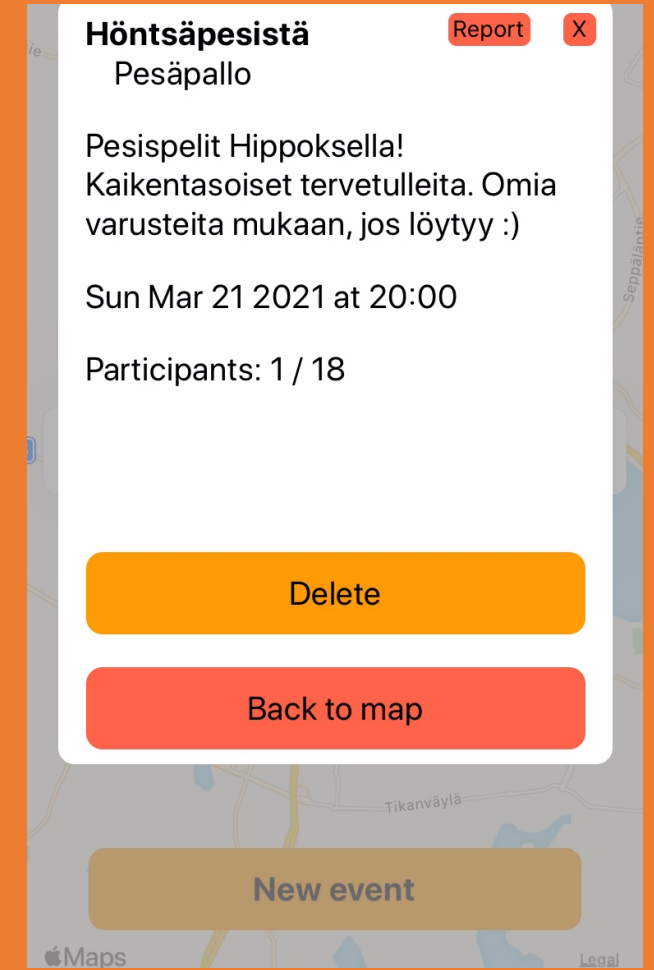 Höntsäpesistä
Report
X
Pesäpallo
Pesispelit Hippoksella!
Kaikentasoiset tervetulleita. Omia
varusteita mukaan, jos löytyy :)
Seppäläntie
Sun Mar 21 2021 at 20:00
Participants: 1 / 18
Delete
Back to map
Tikanväylä
New event
Maps
Legal